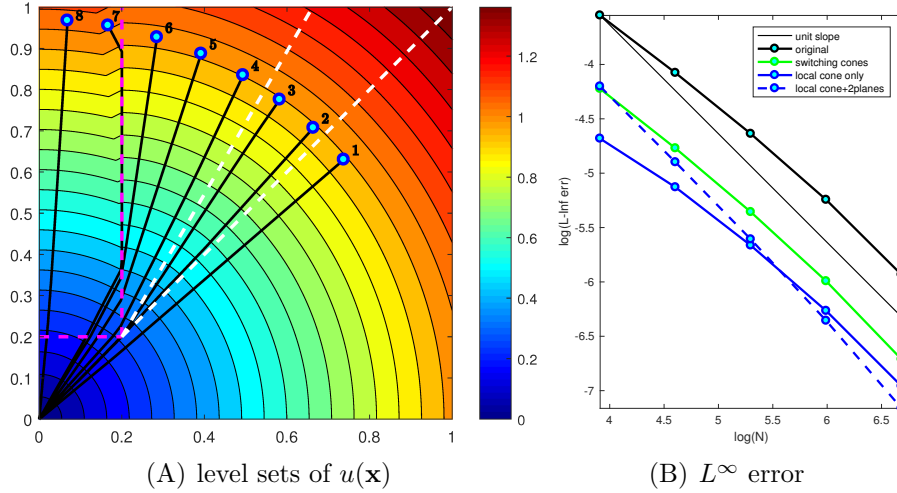 1
0.9
0.8
0.7
0.6
0.5
0.4
0.3
0.2
0.1
0
0 0.2 0.4 0.6 0.8 1
8 7 6 5 4 3 2 1
1.2
1
0.8
0.6
0.4
0.2
0
(A) level sets of u(x)
unit slope
original
switching cones
local cone only
local cone+2planes
log(L-Inf err)
-4
-4.5
-5
-5.5
-6
-6.5
-7
4 4.5 5 5.5 6 6.5
log(N)
(B) L∞ error